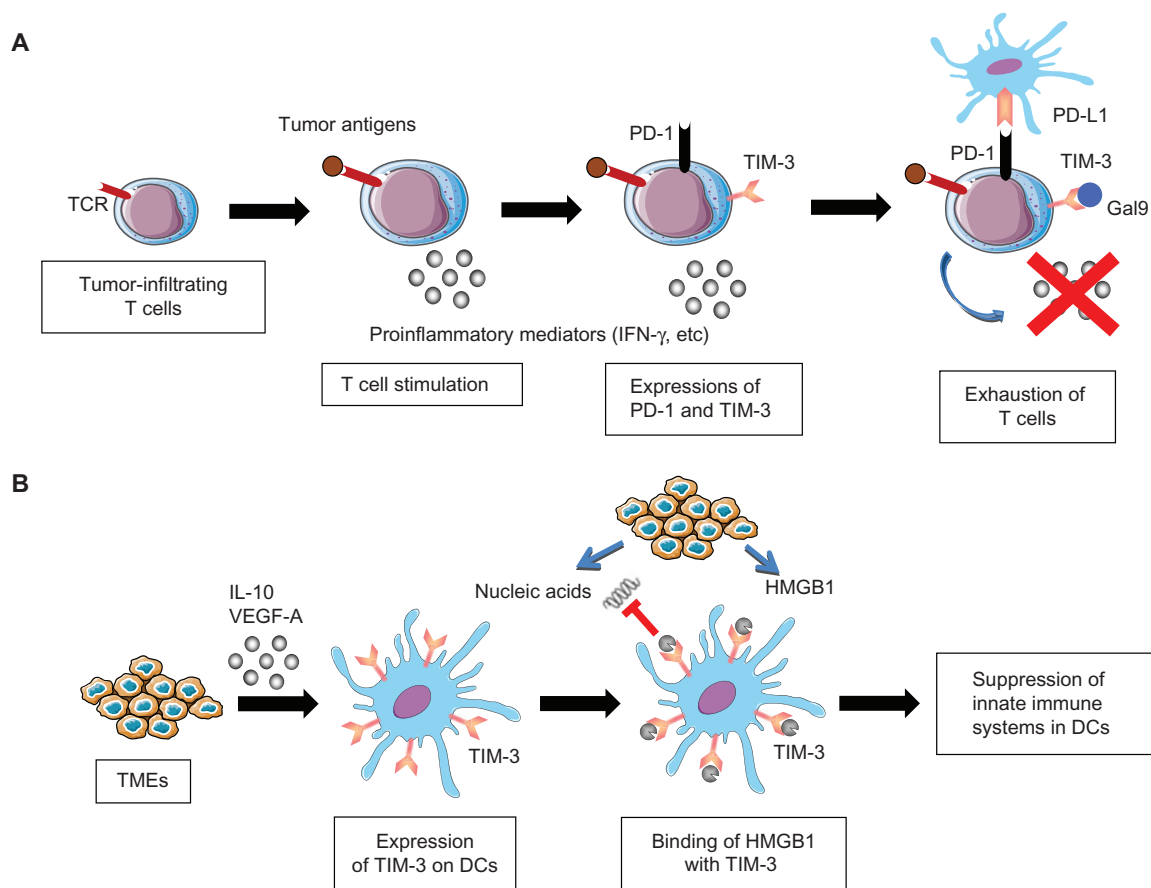 A
Tumor antigens
TCR
PD-1
TIM-3
PD-L1
PD-1
TIM-3
Gal9
Tumor-infiltrating
T cells
Proinflammatory mediators (IFN-γ, etc)
T cell stimulation
Expressions of
PD-1 and TIM-3
Exhaustion of
T cells
B
IL-10
VEGF-A
Nucleic acids
HMGB1
TIM-3
TIM-3
TMEs
Expression
of TIM-3 on DCs
Binding of HMGB1
with TIM-3
Suppression of
innate immune
systems in DCs